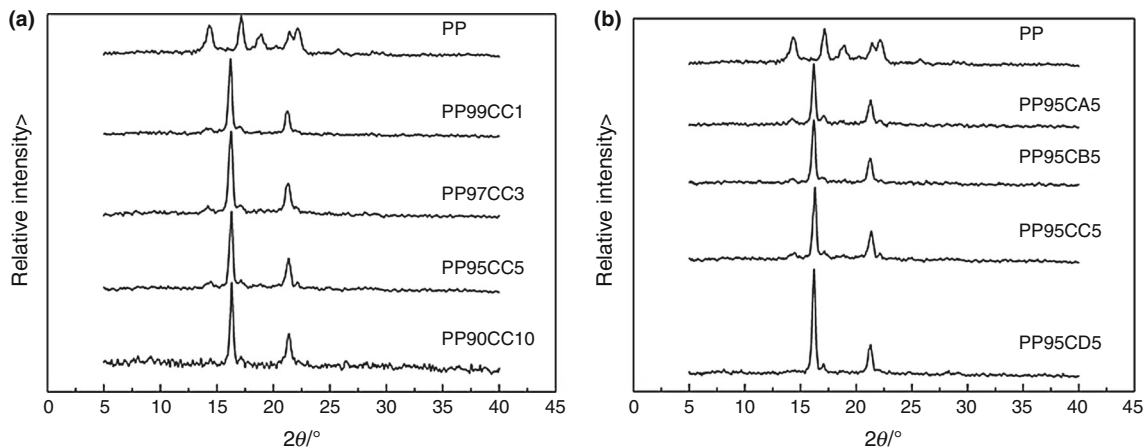 (a)
PP
PP99CC1
PP97CC3
PP95CC5
PP90CC10
Relative intensity>
0 5 10 15 20 25 30 35 40 45
2θ/°
(b)
PP
PP95CA5
PP95CB5
PP95CC5
PP95CD5
Relative intensity>
0 5 10 15 20 25 30 35 40 45
2θ/°